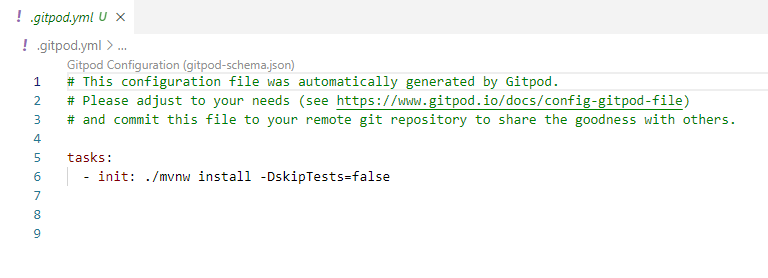 ! .gitpod.yml U ×
! .gitpod.yml > ...
Gitpod Configuration (gitpod-schema.json)
1 # This configuration file was automatically generated by Gitpod.
2 # Please adjust to your needs (see https://www.gitpod.io/docs/config-gitpod-file)
3 # and commit this file to your remote git repository to share the goodness with others.
4
5 tasks:
6   - init: ./mvnw install -DskipTests=false
7
8
9